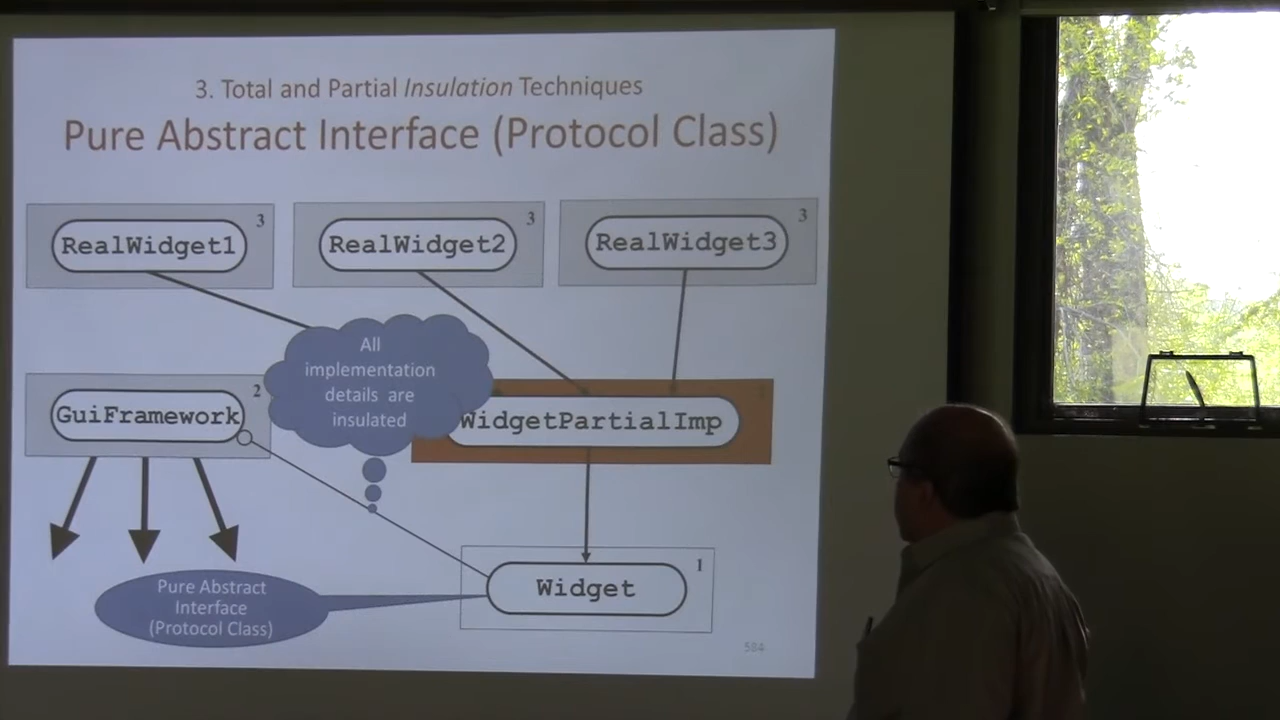 3. Total and Partial Insulation Techniques
Pure Abstract Interface (Protocol Class)
3
RealWidget1
3
RealWidget2
3
RealWidget3
All
implementation
details are
insulated
2
GuiFramework
WidgetPartialImp
1
Widget
Pure Abstract
Interface
(Protocol Class)
584